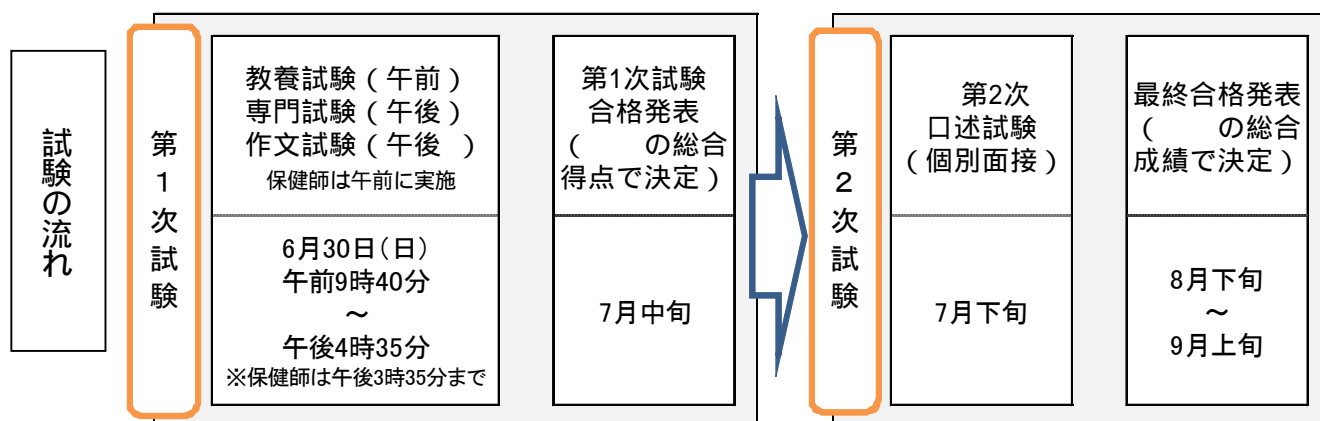 試験の流れ
第1次試験
教養試験(午前)
専門試験(午後)
作文試験(午後 )
保健師は午前に実施
6月30日(日)
午前9時40分
~
午後4時35分
※保健師は午後3時35分まで
第1次試験
合格発表
( の総合
得点で決定)
7月中旬
第2次試験
第2次
口述試験
(個別面接)
7月下旬
最終合格発表
( の総合
成績で決定)
8月下旬
~
9月上旬